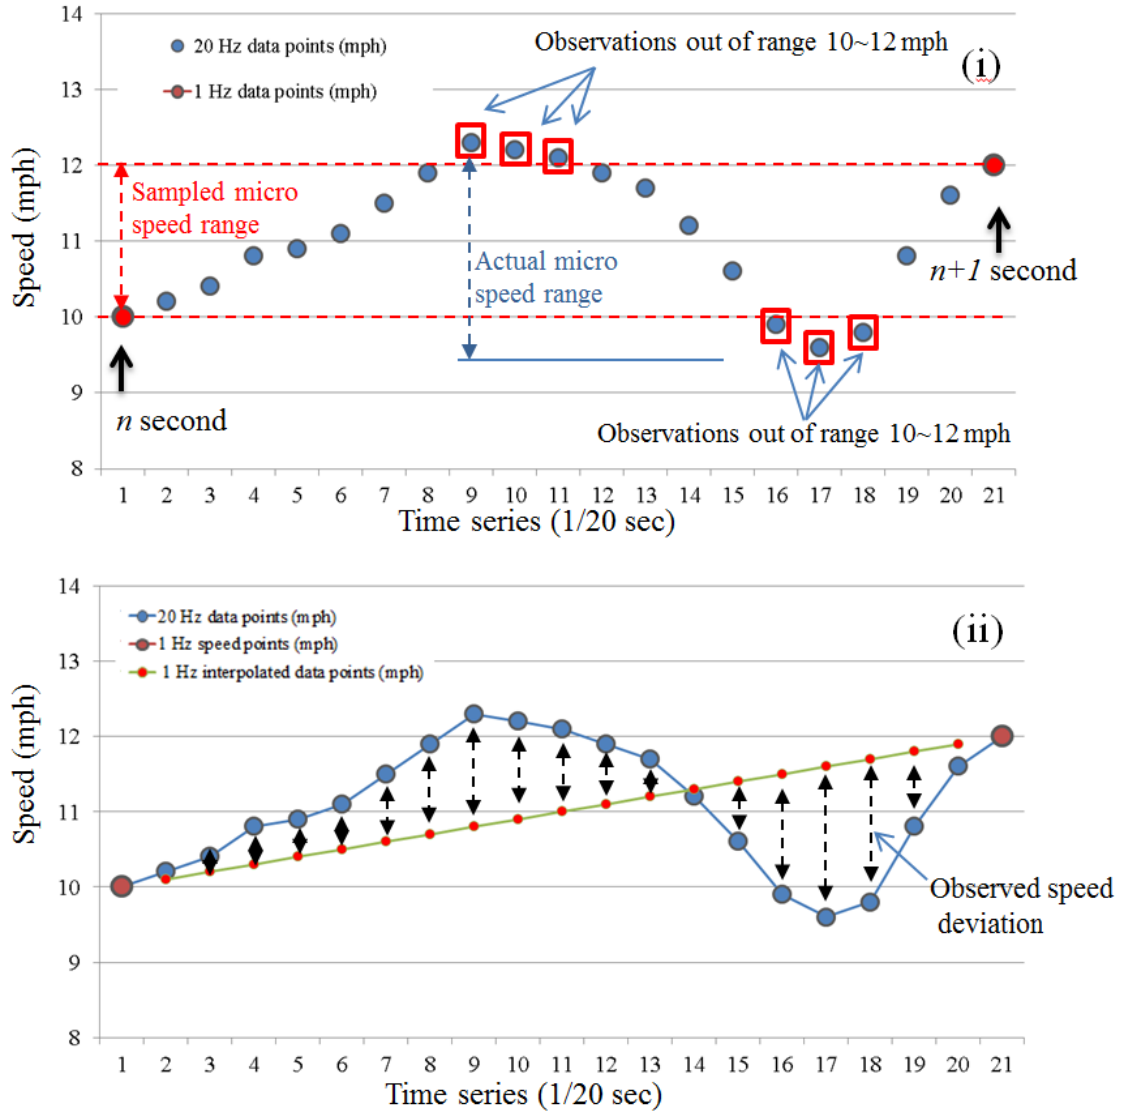 14
20 Hz data points (mph)
Observations out of range 10~12 mph
(i)
13
1 Hz data points (mph)
12
Sampled micro
speed range
11
Actual micro
speed range
n+1 second
10
9
n second
Observations out of range 10~12 mph
8
Speed (mph)
1 2 3 4 5 6 7 8 9 10 11 12 13 14 15 16 17 18 19 20 21
Time series (1/20 sec)
14
20 Hz data points (mph)
(ii)
1 Hz speed points (mph)
1 Hz interpolated data points (mph)
13
12
11
10
Observed speed
deviation
9
8
Speed (mph)
1 2 3 4 5 6 7 8 9 10 11 12 13 14 15 16 17 18 19 20 21
Time series (1/20 sec)